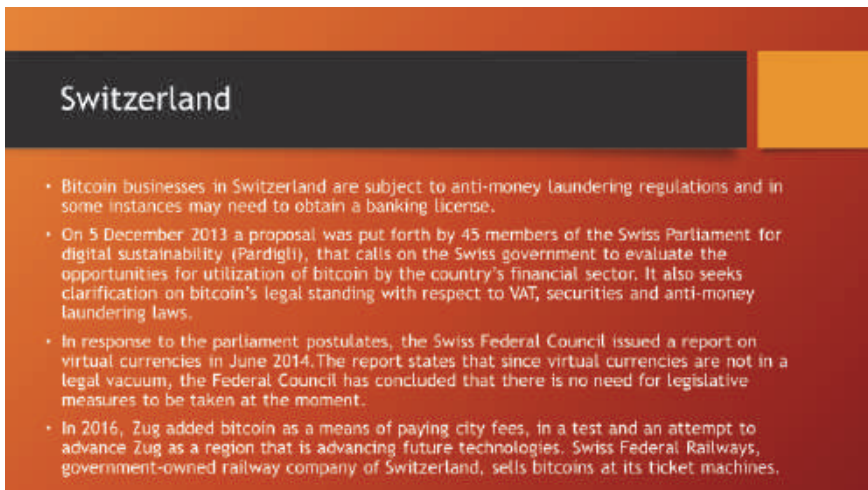 Switzerland
• Bitcoin businesses in Switzerland are subject to anti-money laundering regulations and in
some instances may need to obtain a banking license.
• On 5 December 2013 a proposal was put forth by 45 members of the Swiss Parliament for
digital sustainability (Pardigli), that calls on the Swiss government to evaluate the
opportunities for utilization of bitcoin by the country's financial sector. It also seeks
clarification on bitcoin's legal standing with respect to VAT, securities and anti-money
laundering laws.
• In response to the parliament postulates, the Swiss Federal Council issued a report on
virtual currencies in June 2014.The report states that since virtual currencies are not in a
legal vacuum, the Federal Council has concluded that there is no need for legislative
measures to be taken at the moment.
• In 2016, Zug added bitcoin as a means of paying city fees, in a test and an attempt to
advance Zug as a region that is advancing future technologies. Swiss Federal Railways,
government-owned railway company of Switzerland, sells bitcoins at its ticket machines.